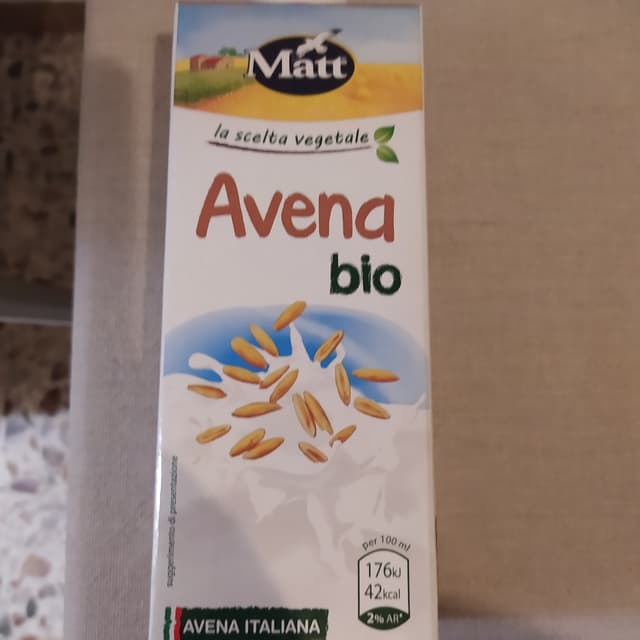 Matt
la scelta vegetale
Avena
bio
suggerimento di presentazione
per 100 ml
176kJ
42kcal
2% AR*
AVENA ITALIANA